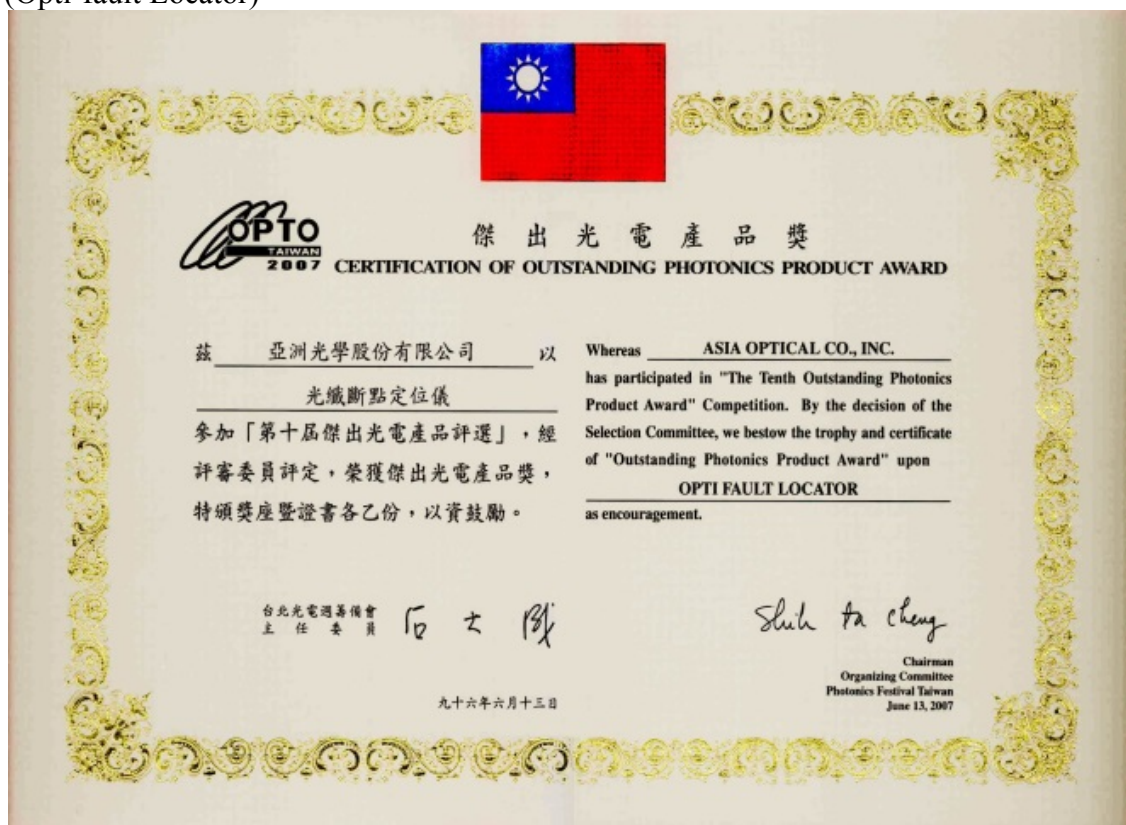 (Opti-fault Locator)
OPTO
TAIWAN
2007
傑出光電產品獎
CERTIFICATION OF OUTSTANDING PHOTONICS PRODUCT AWARD
茲 亞洲光學股份有限公司 以
光纖斷點定位儀
參加「第十屆傑出光電產品評選」，經
評審委員評定，榮獲傑出光電產品獎，
特頒獎座暨證書各乙份，以資鼓勵。
Whereas ASIA OPTICAL CO., INC.
has participated in "The Tenth Outstanding Photonics
Product Award" Competition. By the decision of the
Selection Committee, we bestow the trophy and certificate
of "Outstanding Photonics Product Award" upon
OPTI FAULT LOCATOR
as encouragement.
台北光電週籌備會
主任委員
石大
九十六年六月十三日
Shih ta cheng
Chairman
Organizing Committee
Photonics Festival Taiwan
June 13, 2007